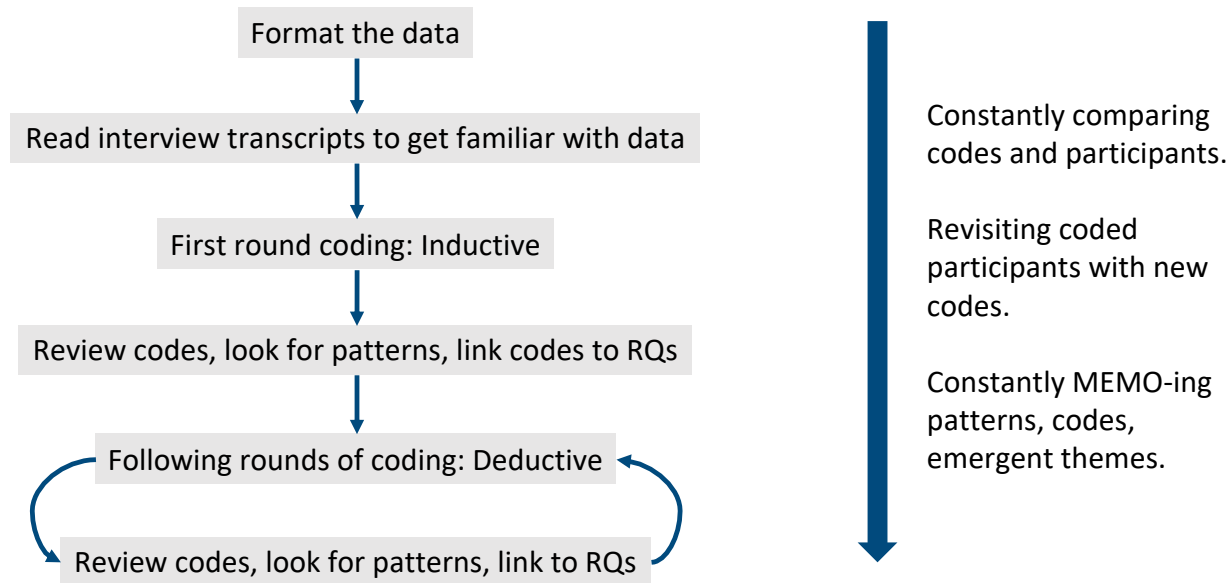 Format the data
Read interview transcripts to get familiar with data
First round coding: Inductive
Review codes, look for patterns, link codes to RQs
Following rounds of coding: Deductive
Review codes, look for patterns, link to RQs
Constantly comparing
codes and participants.
Revisiting coded
participants with new
codes.
Constantly MEMO-ing
patterns, codes,
emergent themes.